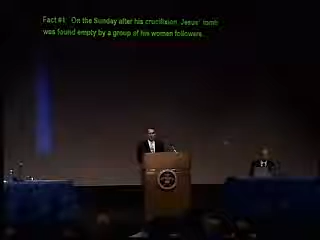 Fact #1: On the Sunday after his crucifixion, Jesus' tomb
was found empty by a group of his women followers.